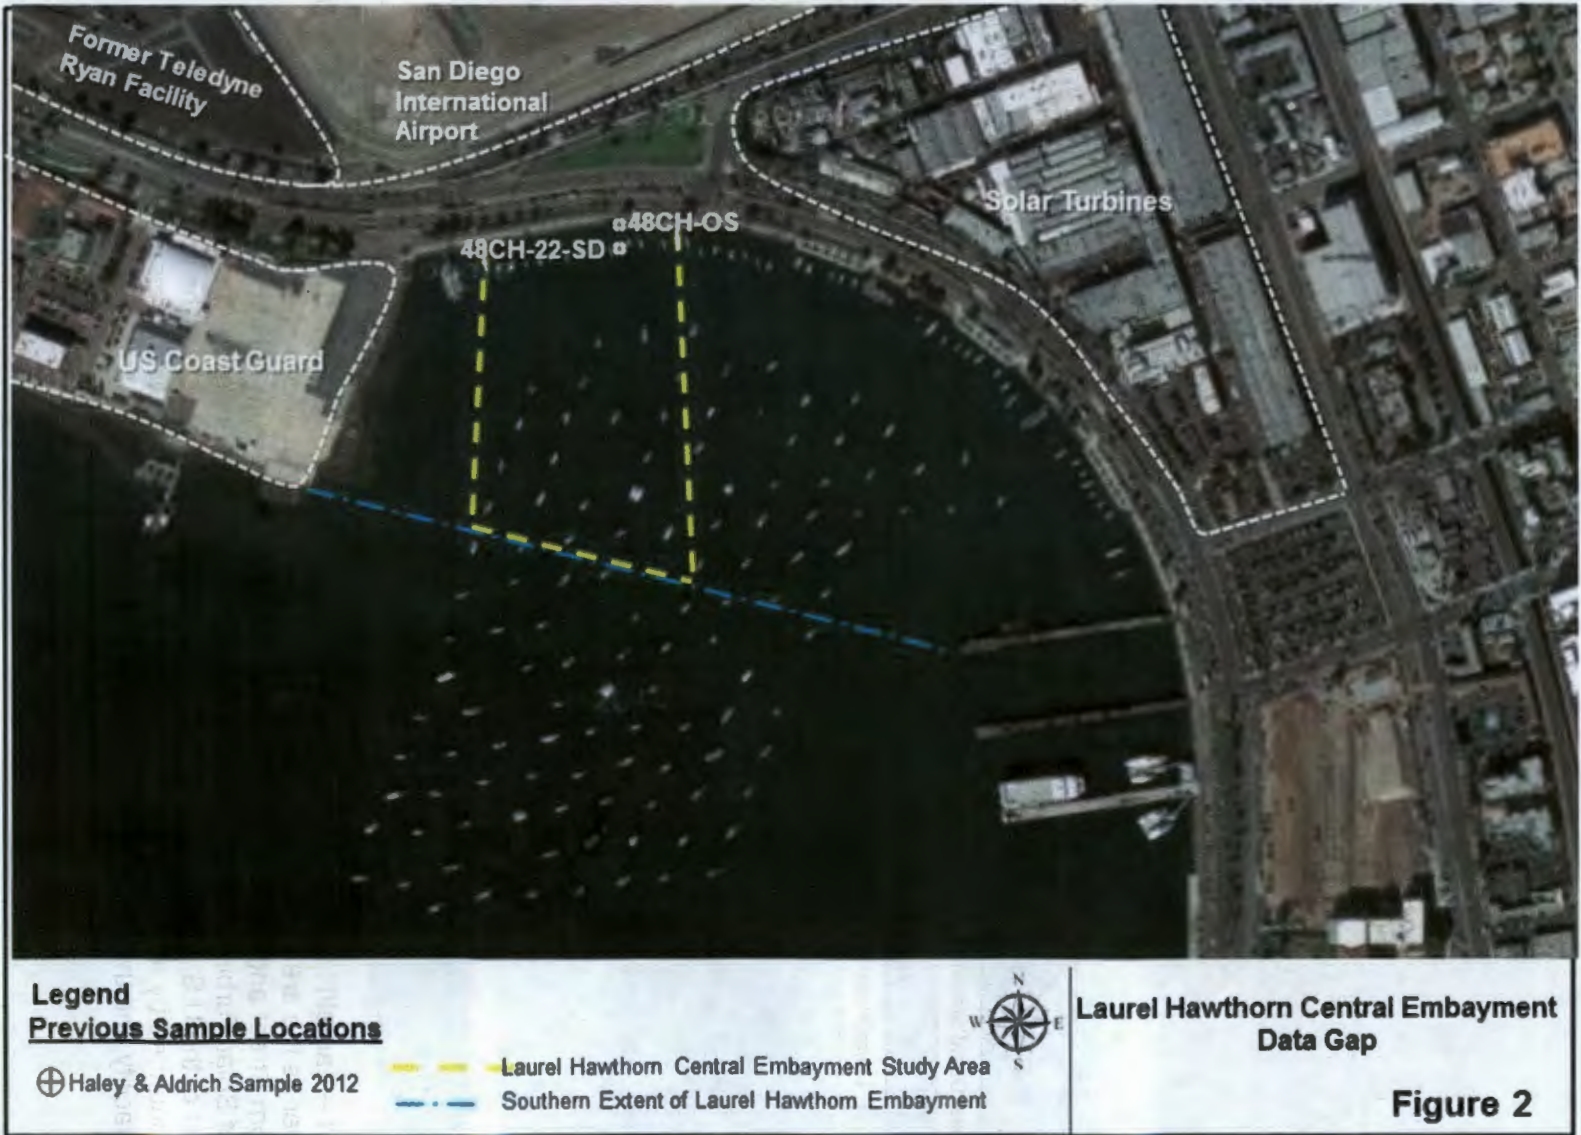 Former Teledyne
Ryan Facility
San Diego
International
Airport
Solar Turbines
48CH-OS
48CH-22-SD
US Coast Guard
Legend
Previous Sample Locations
Haley & Aldrich Sample 2012
Laurel Hawthorn Central Embayment Study Area
Southern Extent of Laurel Hawthorn Embayment
N
W
E
S
Laurel Hawthorn Central Embayment
Data Gap
Figure 2